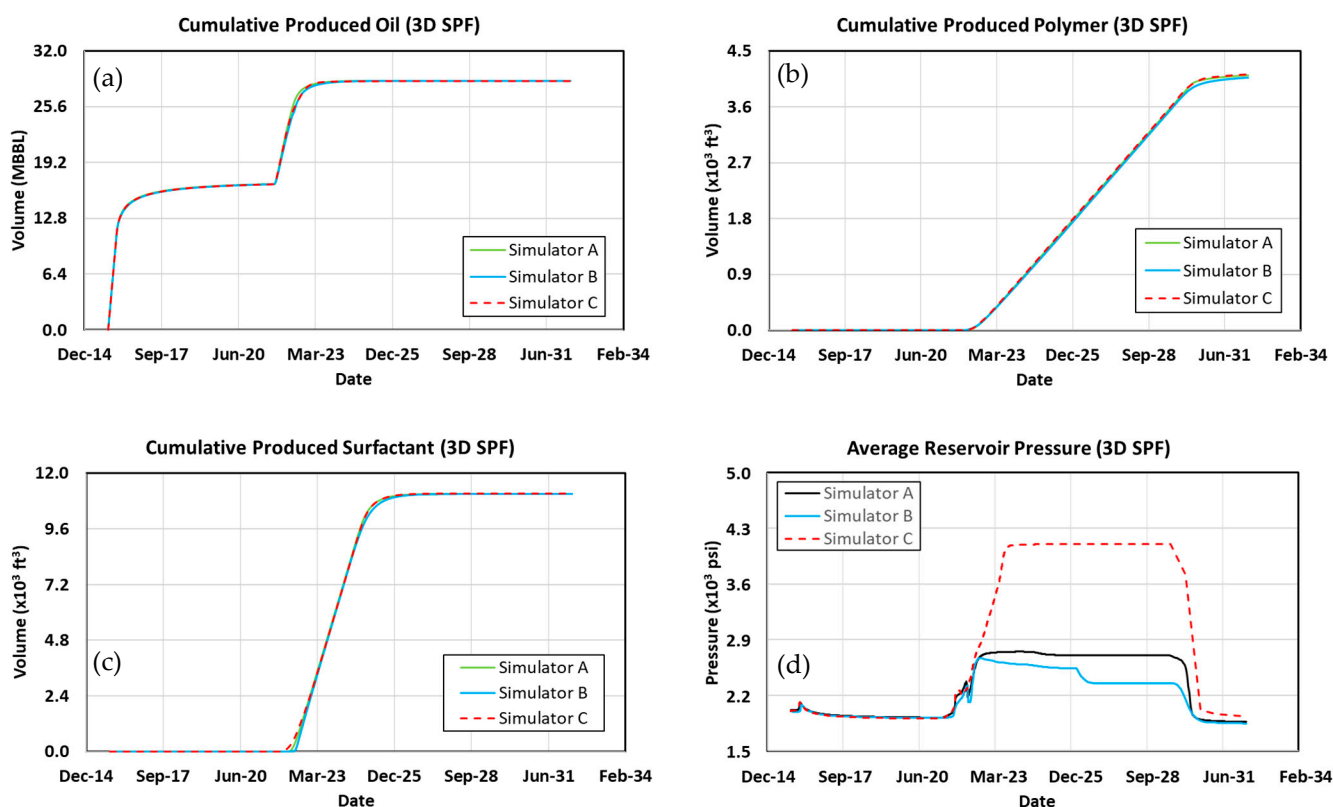 Cumulative Produced Oil (3D SPF)
32.0
25.6
19.2
12.8
6.4
0.0
Volume (MBBL)
(a)
Simulator A
Simulator B
Simulator C
Dec-14 Sep-17 Jun-20 Mar-23 Dec-25 Sep-28 Jun-31 Feb-34
Date
Cumulative Produced Polymer (3D SPF)
4.5
3.6
2.7
1.8
0.9
0.0
Volume (x10³ ft³)
(b)
Simulator A
Simulator B
Simulator C
Dec-14 Sep-17 Jun-20 Mar-23 Dec-25 Sep-28 Jun-31 Feb-34
Date
Cumulative Produced Surfactant (3D SPF)
12.0
9.6
7.2
4.8
2.4
0.0
Volume (x10³ ft³)
(c)
Simulator A
Simulator B
Simulator C
Dec-14 Sep-17 Jun-20 Mar-23 Dec-25 Sep-28 Jun-31 Feb-34
Date
Average Reservoir Pressure (3D SPF)
5.0
4.3
3.6
2.9
2.2
1.5
Pressure (x10³ psi)
Simulator A
Simulator B
Simulator C
(d)
Dec-14 Sep-17 Jun-20 Mar-23 Dec-25 Sep-28 Jun-31 Feb-34
Date